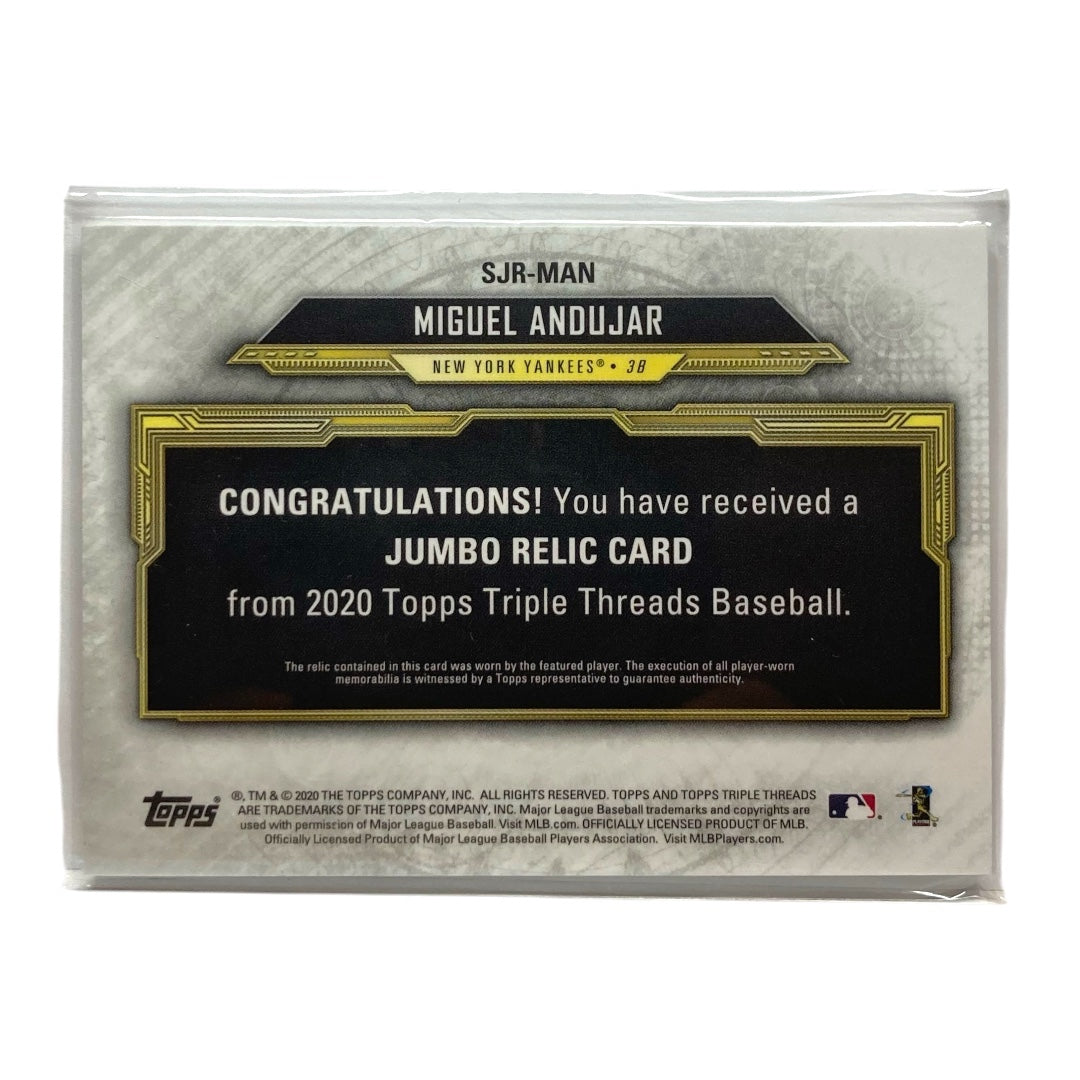 SJR-MAN
MIGUEL ANDUJAR
NEW YORK YANKEES® • 3B
CONGRATULATIONS! You have received a
JUMBO RELIC CARD
from 2020 Topps Triple Threads Baseball.
The relic contained in this card was worn by the featured player. The execution of all player-worn
memorabilia is witnessed by a Topps representative to guarantee authenticity.
topps®
®, TM & © 2020 THE TOPPS COMPANY, INC. ALL RIGHTS RESERVED. TOPPS AND TOPPS TRIPLE THREADS
ARE TRADEMARKS OF THE TOPPS COMPANY, INC. Major League Baseball trademarks and copyrights are
used with permission of Major League Baseball. Visit MLB.com. OFFICIALLY LICENSED PRODUCT OF MLB.
Officially Licensed Product of Major League Baseball Players Association. Visit MLBPlayers.com.